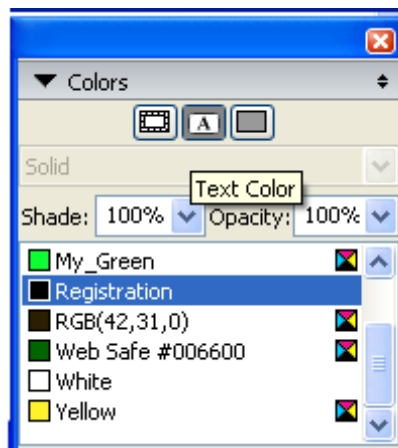 Colors
A
Solid
Text Color
Shade: 100% Opacity: 100%
My_Green
Registration
RGB(42,31,0)
Web Safe #006600
White
Yellow